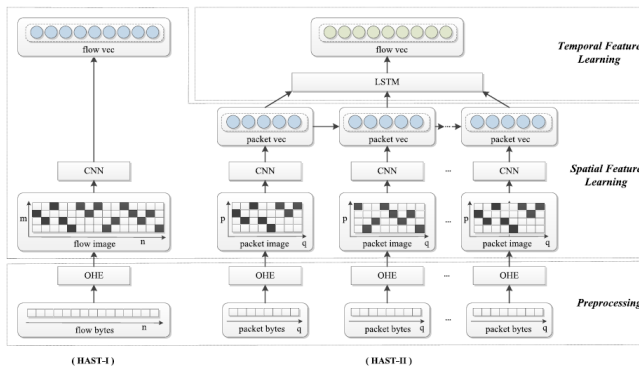 flow vec
flow vec
Temporal Feature
Learning
LSTM
packet vec
packet vec
...
packet vec
CNN
CNN
CNN
...
CNN
Spatial Feature
Learning
m
n
flow image
p
q
packet image
p
q
packet image
...
p
q
packet image
OHE
OHE
OHE
...
OHE
Preprocessing
flow bytes
n
packet bytes
q
packet bytes
q
...
packet bytes
q
( HAST-I )
( HAST-II )